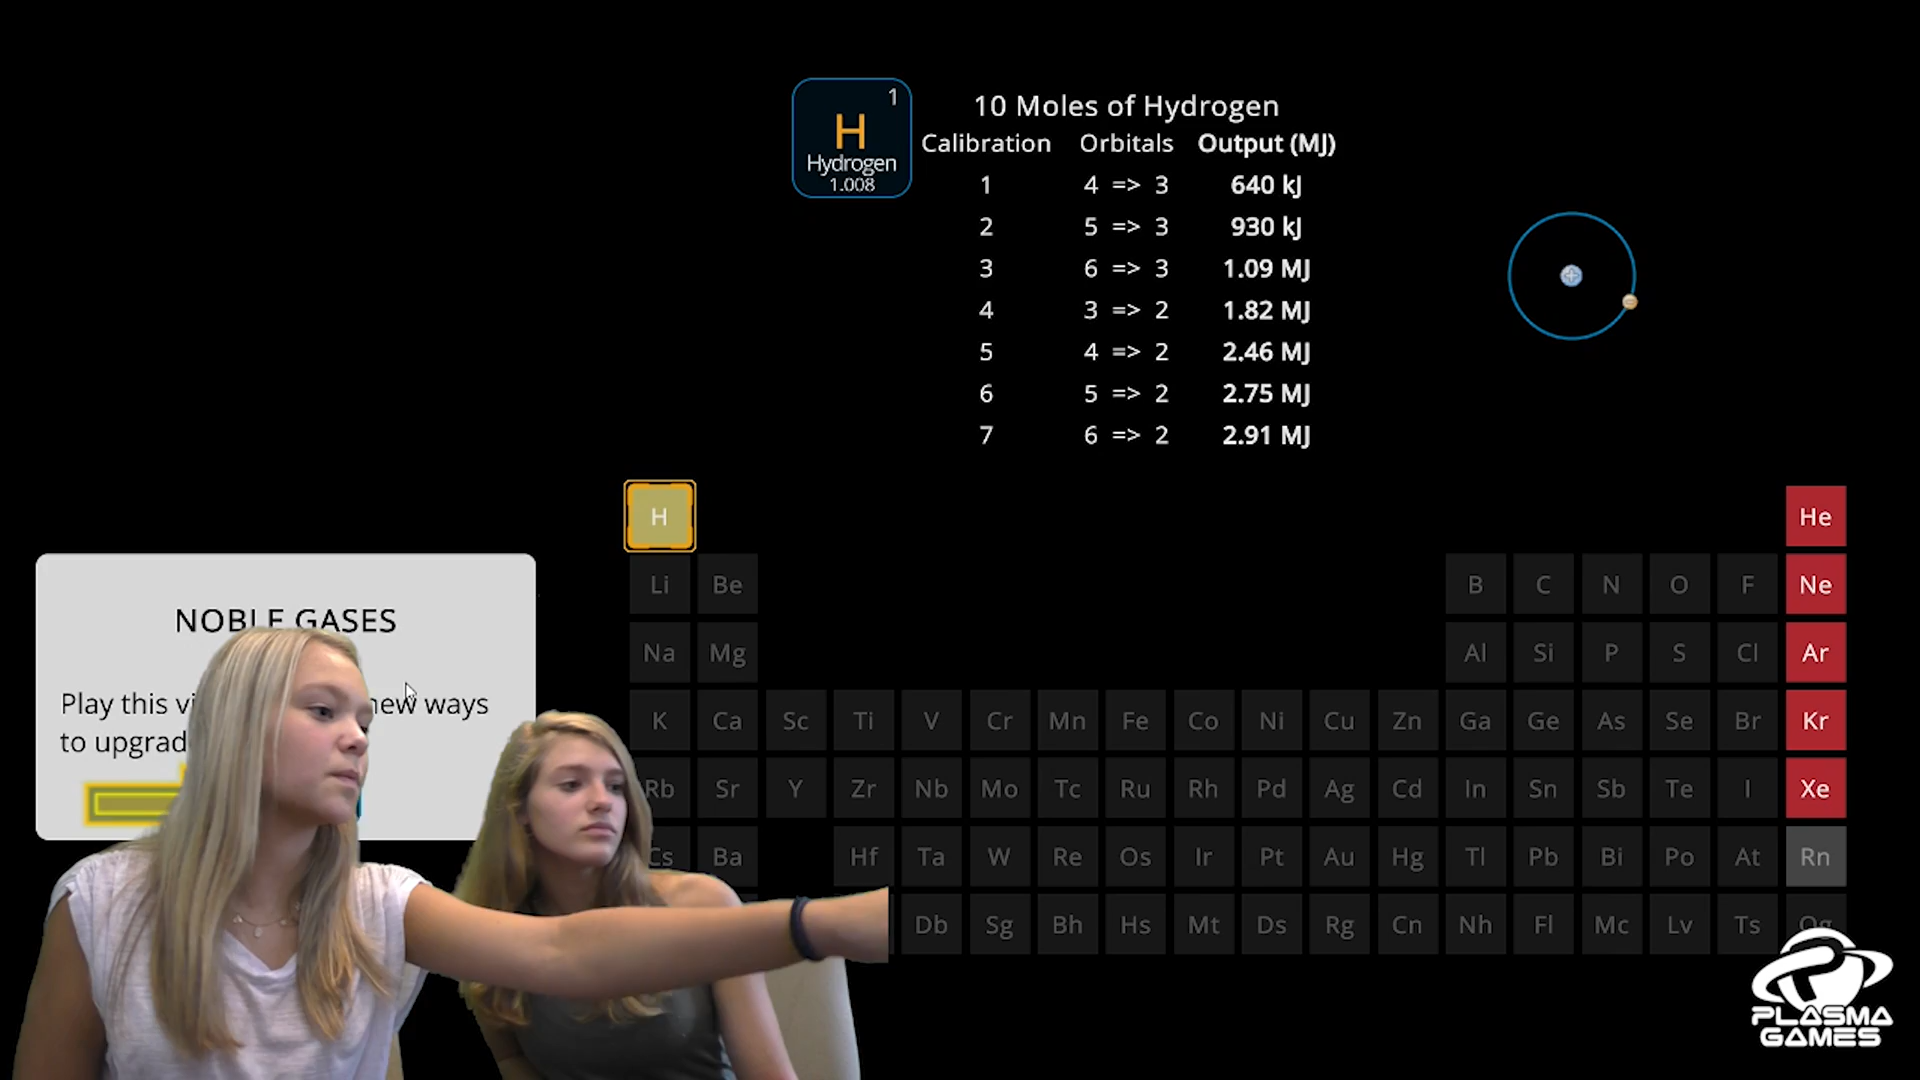 1
H
Hydrogen
1.008
10 Moles of Hydrogen
Calibration Orbitals Output (MJ)
1 4 => 3 640 kJ
2 5 => 3 930 kJ
3 6 => 3 1.09 MJ
4 3 => 2 1.82 MJ
5 4 => 2 2.46 MJ
6 5 => 2 2.75 MJ
7 6 => 2 2.91 MJ
H He
Li Be B C N O F Ne
Na Mg Al Si P S Cl Ar
K Ca Sc Ti V Cr Mn Fe Co Ni Cu Zn Ga Ge As Se Br Kr
Rb Sr Y Zr Nb Mo Tc Ru Rh Pd Ag Cd In Sn Sb Te I Xe
Cs Ba Hf Ta W Re Os Ir Pt Au Hg Tl Pb Bi Po At Rn
Db Sg Bh Hs Mt Ds Rg Cn Nh Fl Mc Lv Ts Og
NOBLE GASES
Play this new ways
to
PLASMA
GAMES